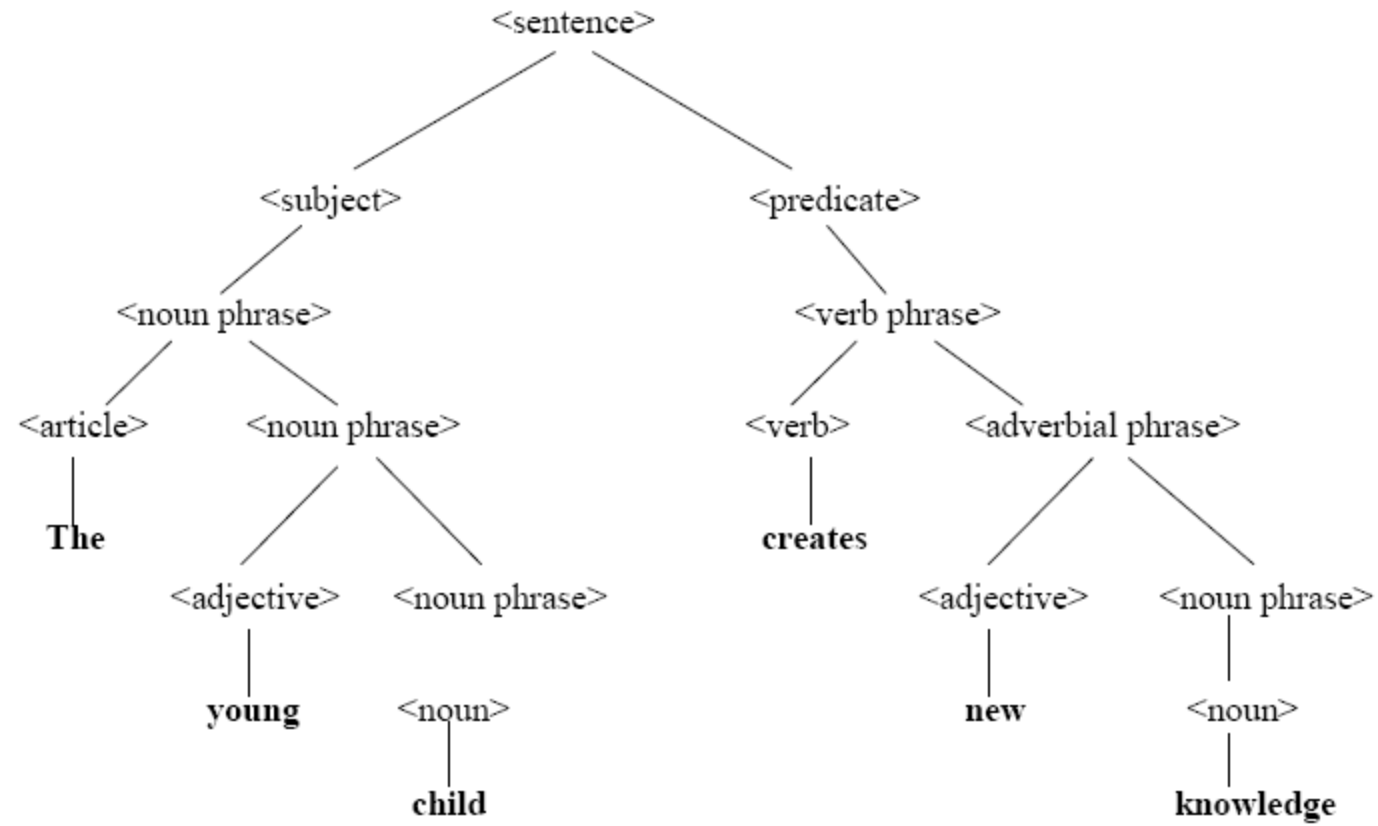 <sentence>
<subject> <predicate>
<noun phrase> <verb phrase>
<article> <noun phrase> <verb> <adverbial phrase>
The creates
<adjective> <noun phrase> <adjective> <noun phrase>
young <noun> new <noun>
child knowledge